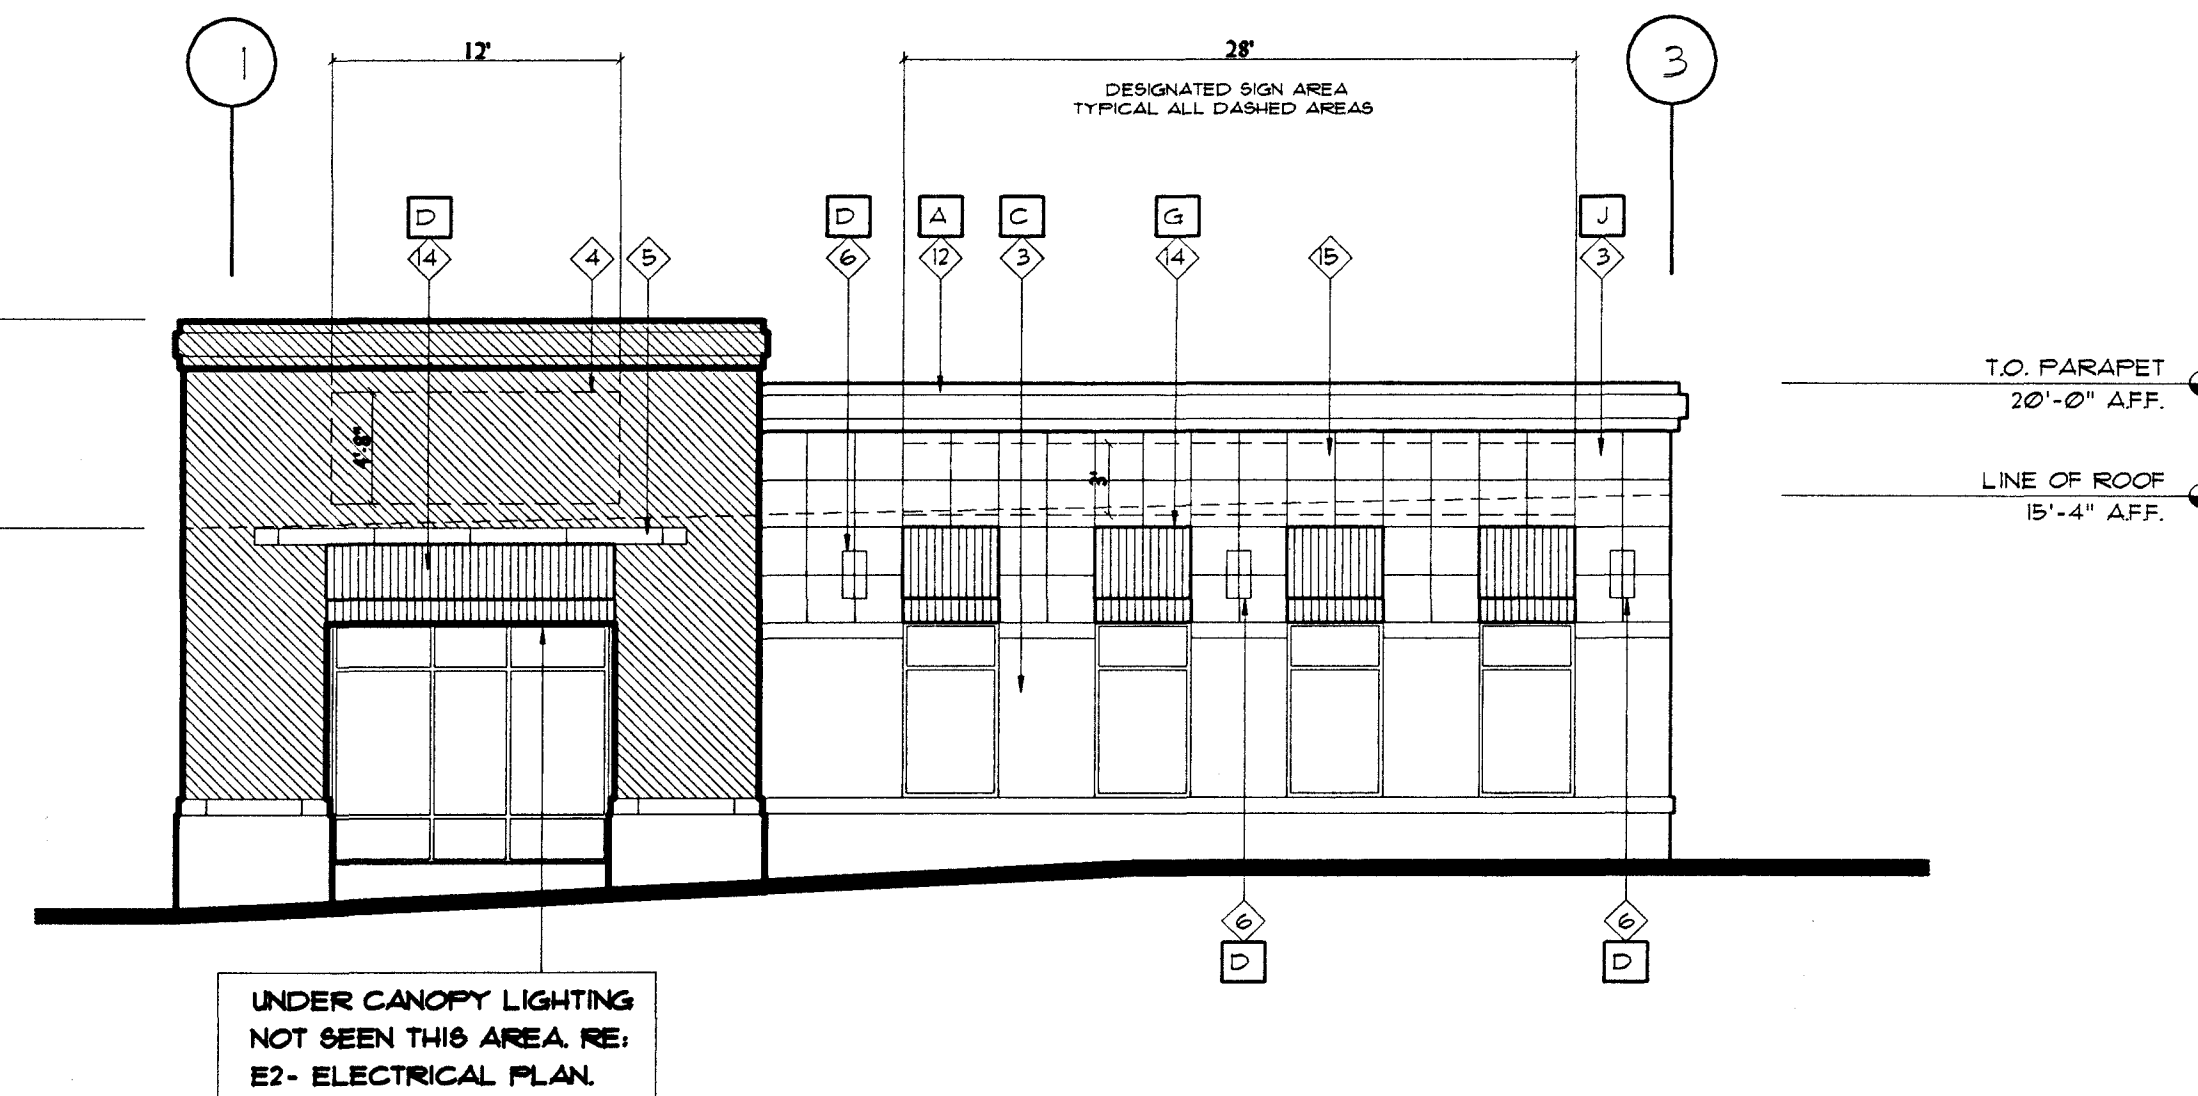 1
12'
28'
3
DESIGNATED SIGN AREA
TYPICAL ALL DASHED AREAS
D
D
A
C
G
J
14
4
5
6
12
3
14
15
3
T.O. PARAPET
20'-0" A.F.F.
4'-8"
3'
LINE OF ROOF
15'-4" A.F.F.
6
6
D
D
UNDER CANOPY LIGHTING
NOT SEEN THIS AREA. RE:
E2- ELECTRICAL PLAN.